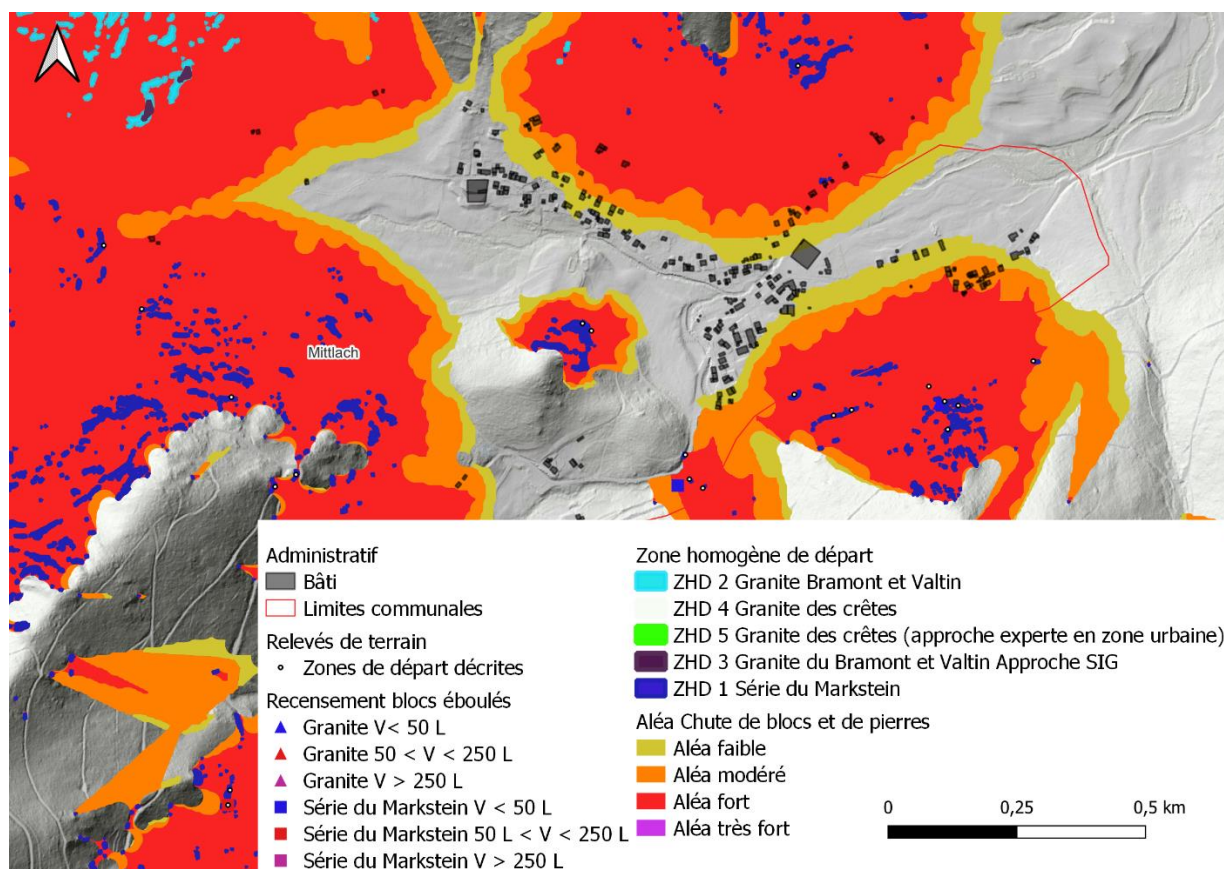 Mittlach
Administratif
Bâti
Limites communales
Relevés de terrain
Zones de départ décrites
Recensement blocs éboulés
Granite V< 50 L
Granite 50 < V < 250 L
Granite V > 250 L
Série du Markstein V < 50 L
Série du Markstein 50 L < V < 250 L
Série du Markstein V > 250 L
Zone homogène de départ
ZHD 2 Granite Bramont et Valtin
ZHD 4 Granite des crêtes
ZHD 5 Granite des crêtes (approche experte en zone urbaine)
ZHD 3 Granite du Bramont et Valtin Approche SIG
ZHD 1 Série du Markstein
Aléa Chute de blocs et de pierres
Aléa faible
Aléa modéré
Aléa fort
Aléa très fort
0 0,25 0,5 km